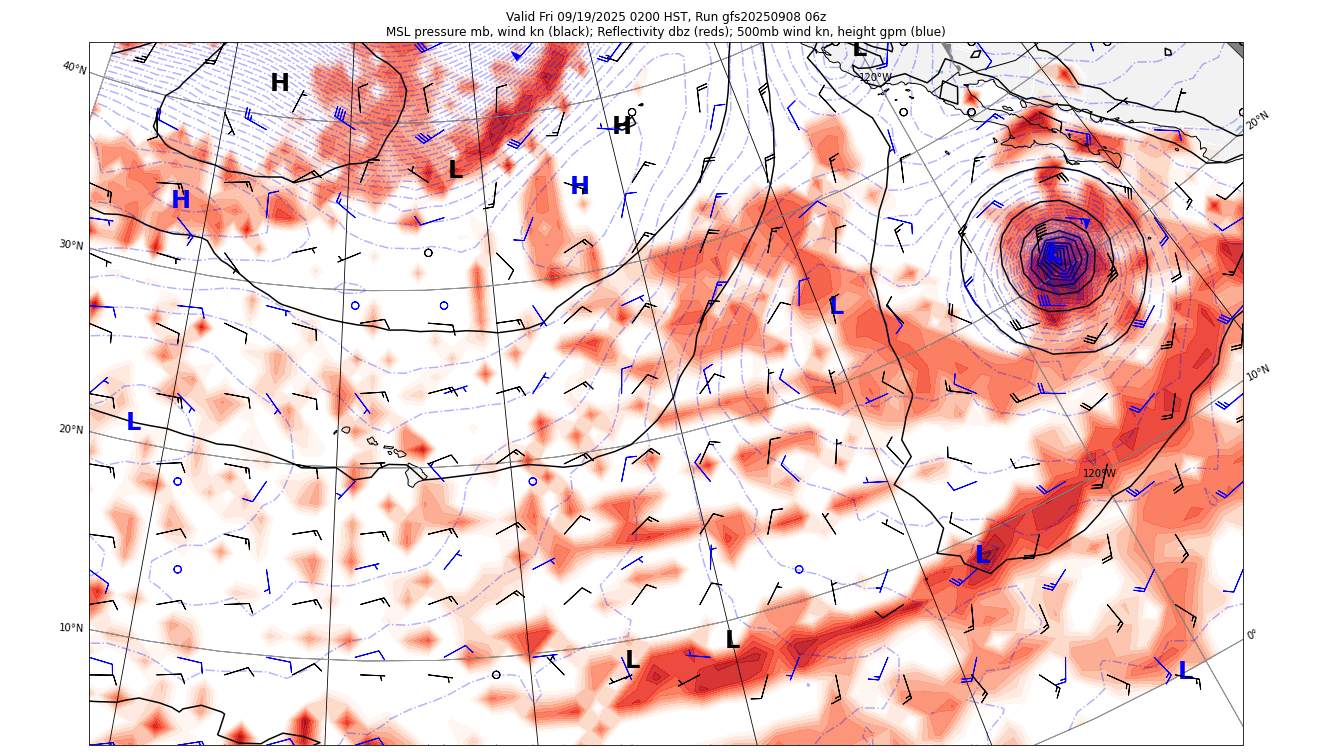 Valid Fri 09/19/2025 0200 HST, Run gfs20250908 06z
MSL pressure mb, wind kn (black); Reflectivity dbz (reds); 500mb wind kn, height gpm (blue)
L
40°N
120°W
H
H
20°N
L
H
H
30°N
L
L
10°N
L
20°N
120°W
L
10°N
0°
L
L
L